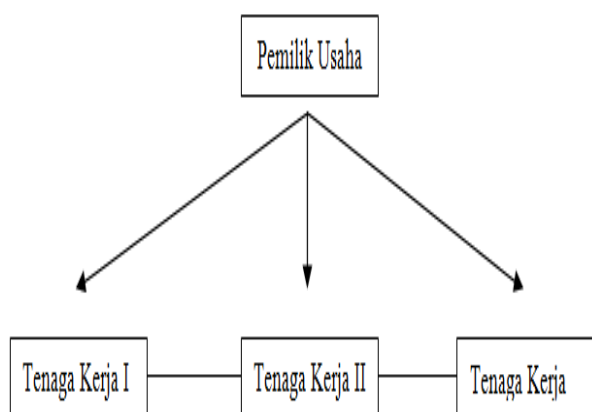 Pemilik Usaha
Tenaga Kerja I
Tenaga Kerja II
Tenaga Kerja